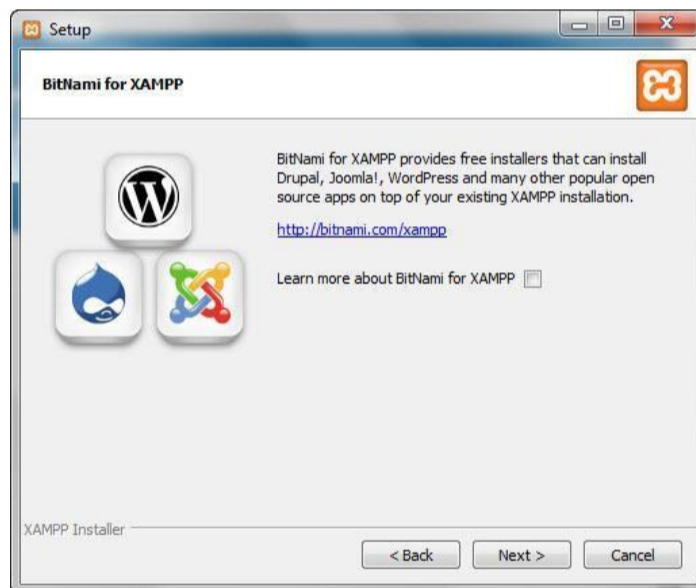 Setup
BitNami for XAMPP
BitNami for XAMPP provides free installers that can install
Drupal, Joomla!, WordPress and many other popular open
source apps on top of your existing XAMPP installation.
http://bitnami.com/xampp
Learn more about BitNami for XAMPP
XAMPP Installer
< Back
Next >
Cancel